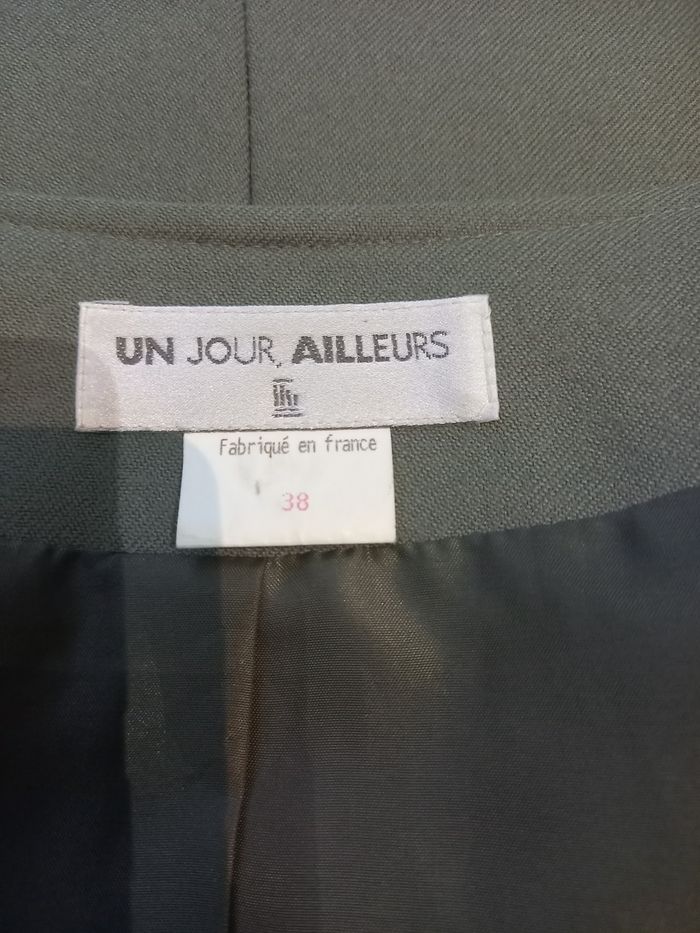 UN JOUR, AILLEURS
Fabriqué en france
38